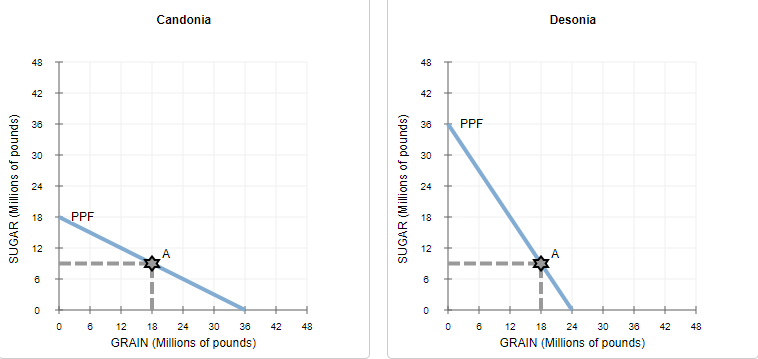 Candonia
SUGAR (Millions of pounds)
48
42
36
30
24
18
12
6
0
PPF
A
0 6 12 18 24 30 36 42 48
GRAIN (Millions of pounds)
Desonia
SUGAR (Millions of pounds)
48
42
36
30
24
18
12
6
0
PPF
A
0 6 12 18 24 30 36 42 48
GRAIN (Millions of pounds)